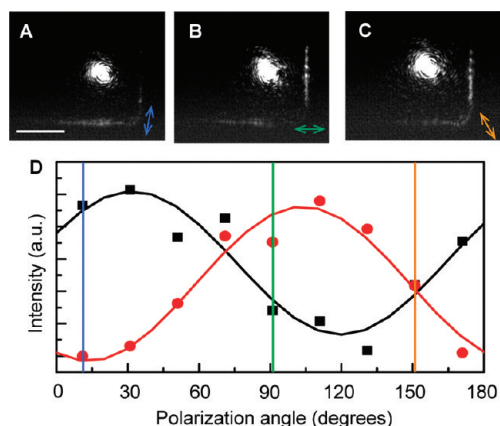 A
B
C
D
Intensity (a.u.)
0 30 60 90 120 150 180
Polarization angle (degrees)